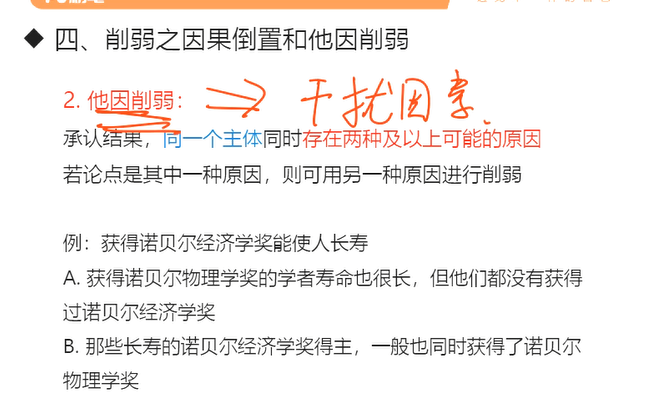 ◆ 四、削弱之因果倒置和他因削弱
2. 他因削弱: → 干扰因素.
承认结果，同一个主体同时存在两种及以上可能的原因
若论点是其中一种原因，则可用另一种原因进行削弱
例：获得诺贝尔经济学奖能使人长寿
A. 获得诺贝尔物理学奖的学者寿命也很长，但他们都没有获得
过诺贝尔经济学奖
B. 那些长寿的诺贝尔经济学奖得主，一般也同时获得了诺贝尔
物理学奖